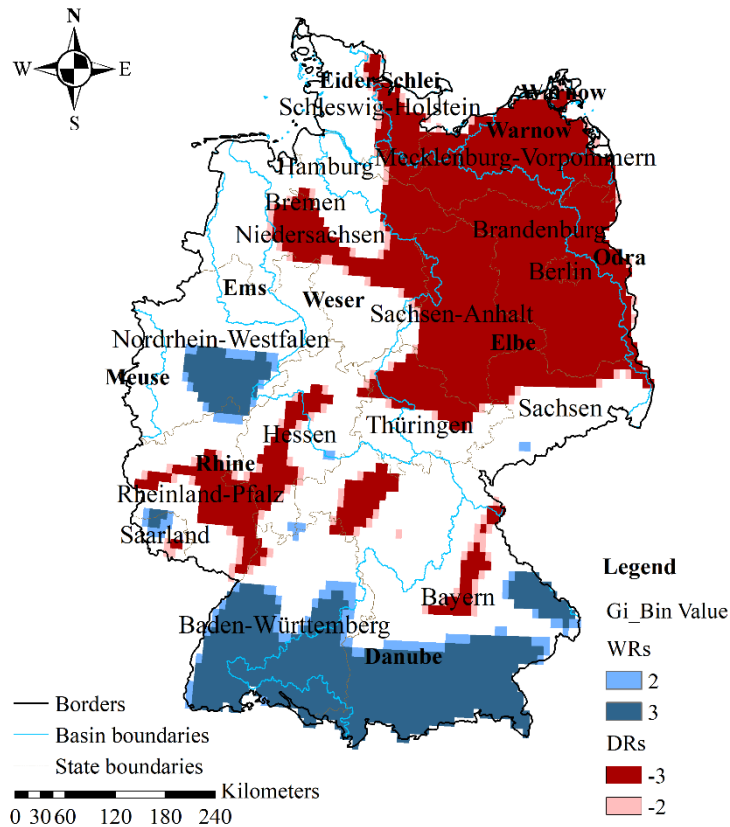 N
W E
S
Eider-Schlei
Schleswig-Holstein
Warnow
Warnow
Mecklenburg-Vorpommern
Hamburg
Bremen
Niedersachsen
Brandenburg
Berlin
Odra
Ems
Weser
Sachsen-Anhalt
Nordrhein-Westfalen
Elbe
Meuse
Sachsen
Thüringen
Hessen
Rhine
Rheinland-Pfalz
Saarland
Bayern
Baden-Württemberg
Danube
Legend
Gi_Bin Value
WRs
2
3
DRs
-3
-2
Borders
Basin boundaries
State boundaries
Kilometers
0 30 60 120 180 240